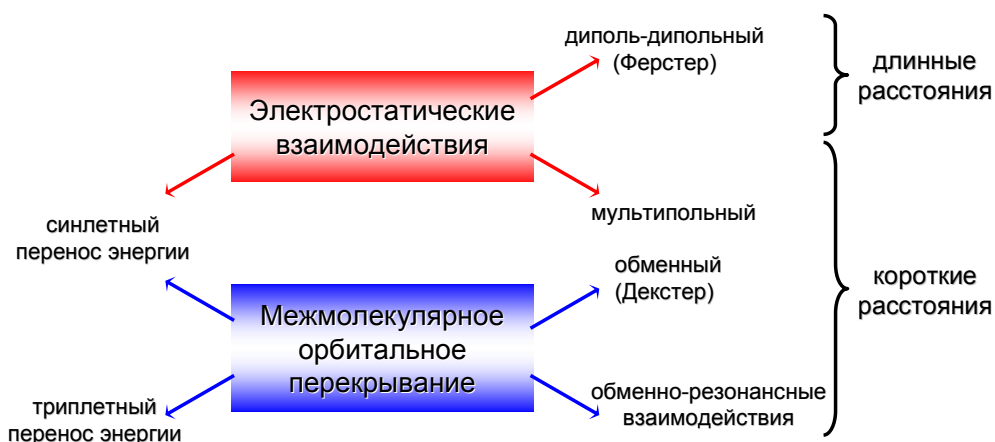 диполь-дипольный
(Ферстер)
длинные
расстояния
Электростатические
взаимодействия
синлетный
перенос энергии
мультипольный
обменный
(Декстер)
короткие
расстояния
Межмолекулярное
орбитальное
перекрывание
триплетный
перенос энергии
обменно-резонансные
взаимодействия